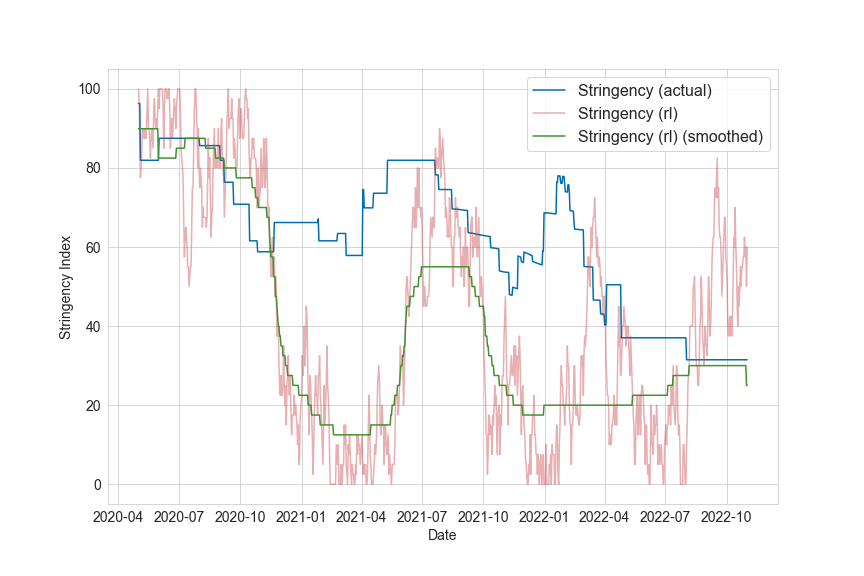 Stringency (actual)
Stringency (rl)
Stringency (rl) (smoothed)
Stringency Index
100
80
60
40
20
0
2020-04 2020-07 2020-10 2021-01 2021-04 2021-07 2021-10 2022-01 2022-04 2022-07 2022-10
Date